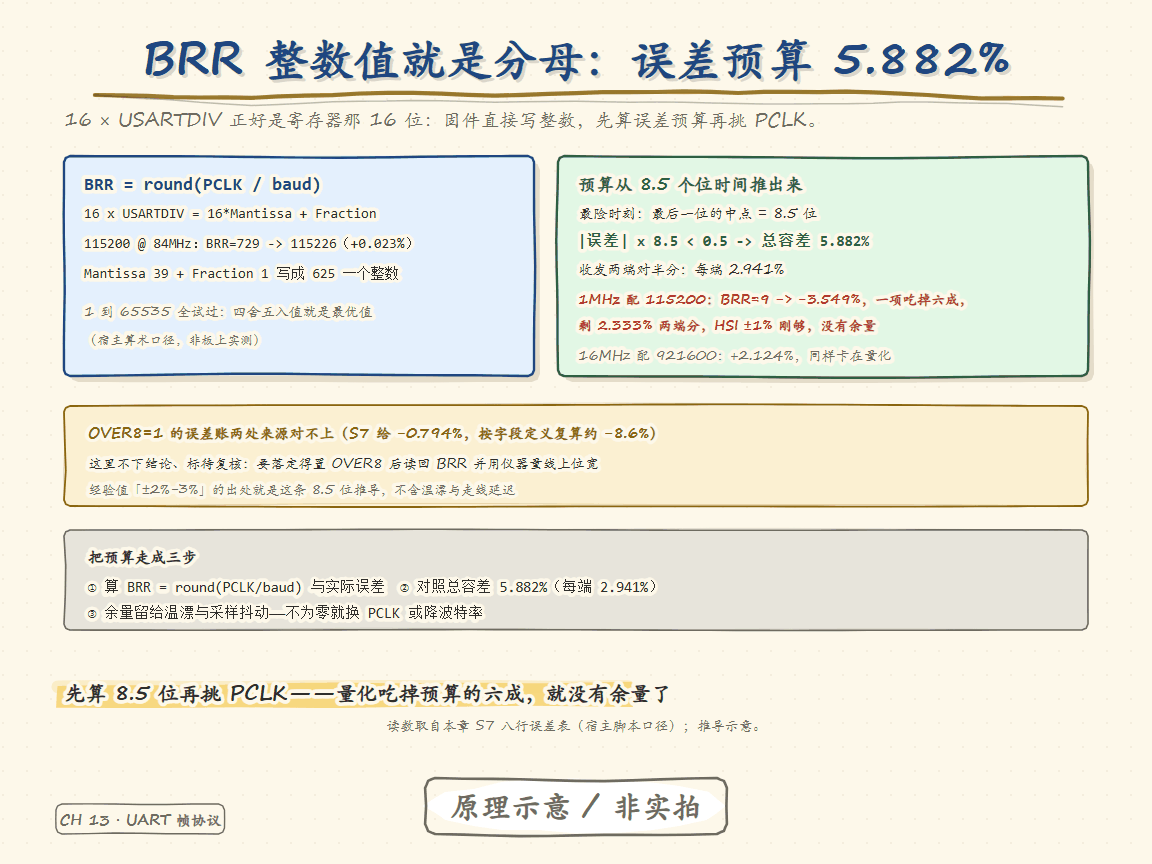 BRR 整数值就是分母：误差预算 5.882%
16 × USARTDIV 正好是寄存器那 16 位：固件直接写整数，先算误差预算再挑 PCLK。
BRR = round(PCLK / baud)
16 x USARTDIV = 16*Mantissa + Fraction
115200 @ 84MHz：BRR=729 -> 115226（+0.023%）
Mantissa 39 + Fraction 1 写成 625 一个整数
1 到 65535 全试过：四舍五入值就是最优值
（宿主算术口径，非板上实测）
预算从 8.5 个位时间推出来
最险时刻：最后一位的中点 = 8.5 位
|误差| x 8.5 < 0.5 -> 总容差 5.882%
收发两端对半分：每端 2.941%
1MHz 配 115200：BRR=9 -> -3.549%，一项吃掉六成，
剩 2.333% 两端分，HSI ±1% 刚够，没有余量
16MHz 配 921600：+2.124%，同样卡在量化
OVER8=1 的误差账两处来源对不上（S7 给 -0.794%，按字段定义复算约 -8.6%）
这里不下结论、标待复核：要落定得置 OVER8 后读回 BRR 并用仪器量线上位宽
经验值「±2%-3%」的出处就是这条 8.5 位推导，不含温漂与走线延迟
把预算走成三步
① 算 BRR = round(PCLK/baud) 与实际误差 ② 对照总容差 5.882%（每端 2.941%）
③ 余量留给温漂与采样抖动——不为零就换 PCLK 或降波特率
先算 8.5 位再挑 PCLK——量化吃掉预算的六成，就没有余量了
读数取自本章 S7 八行误差表（宿主脚本口径）；推导示意。
原理示意 / 非实拍
CH 13 · UART 帧协议